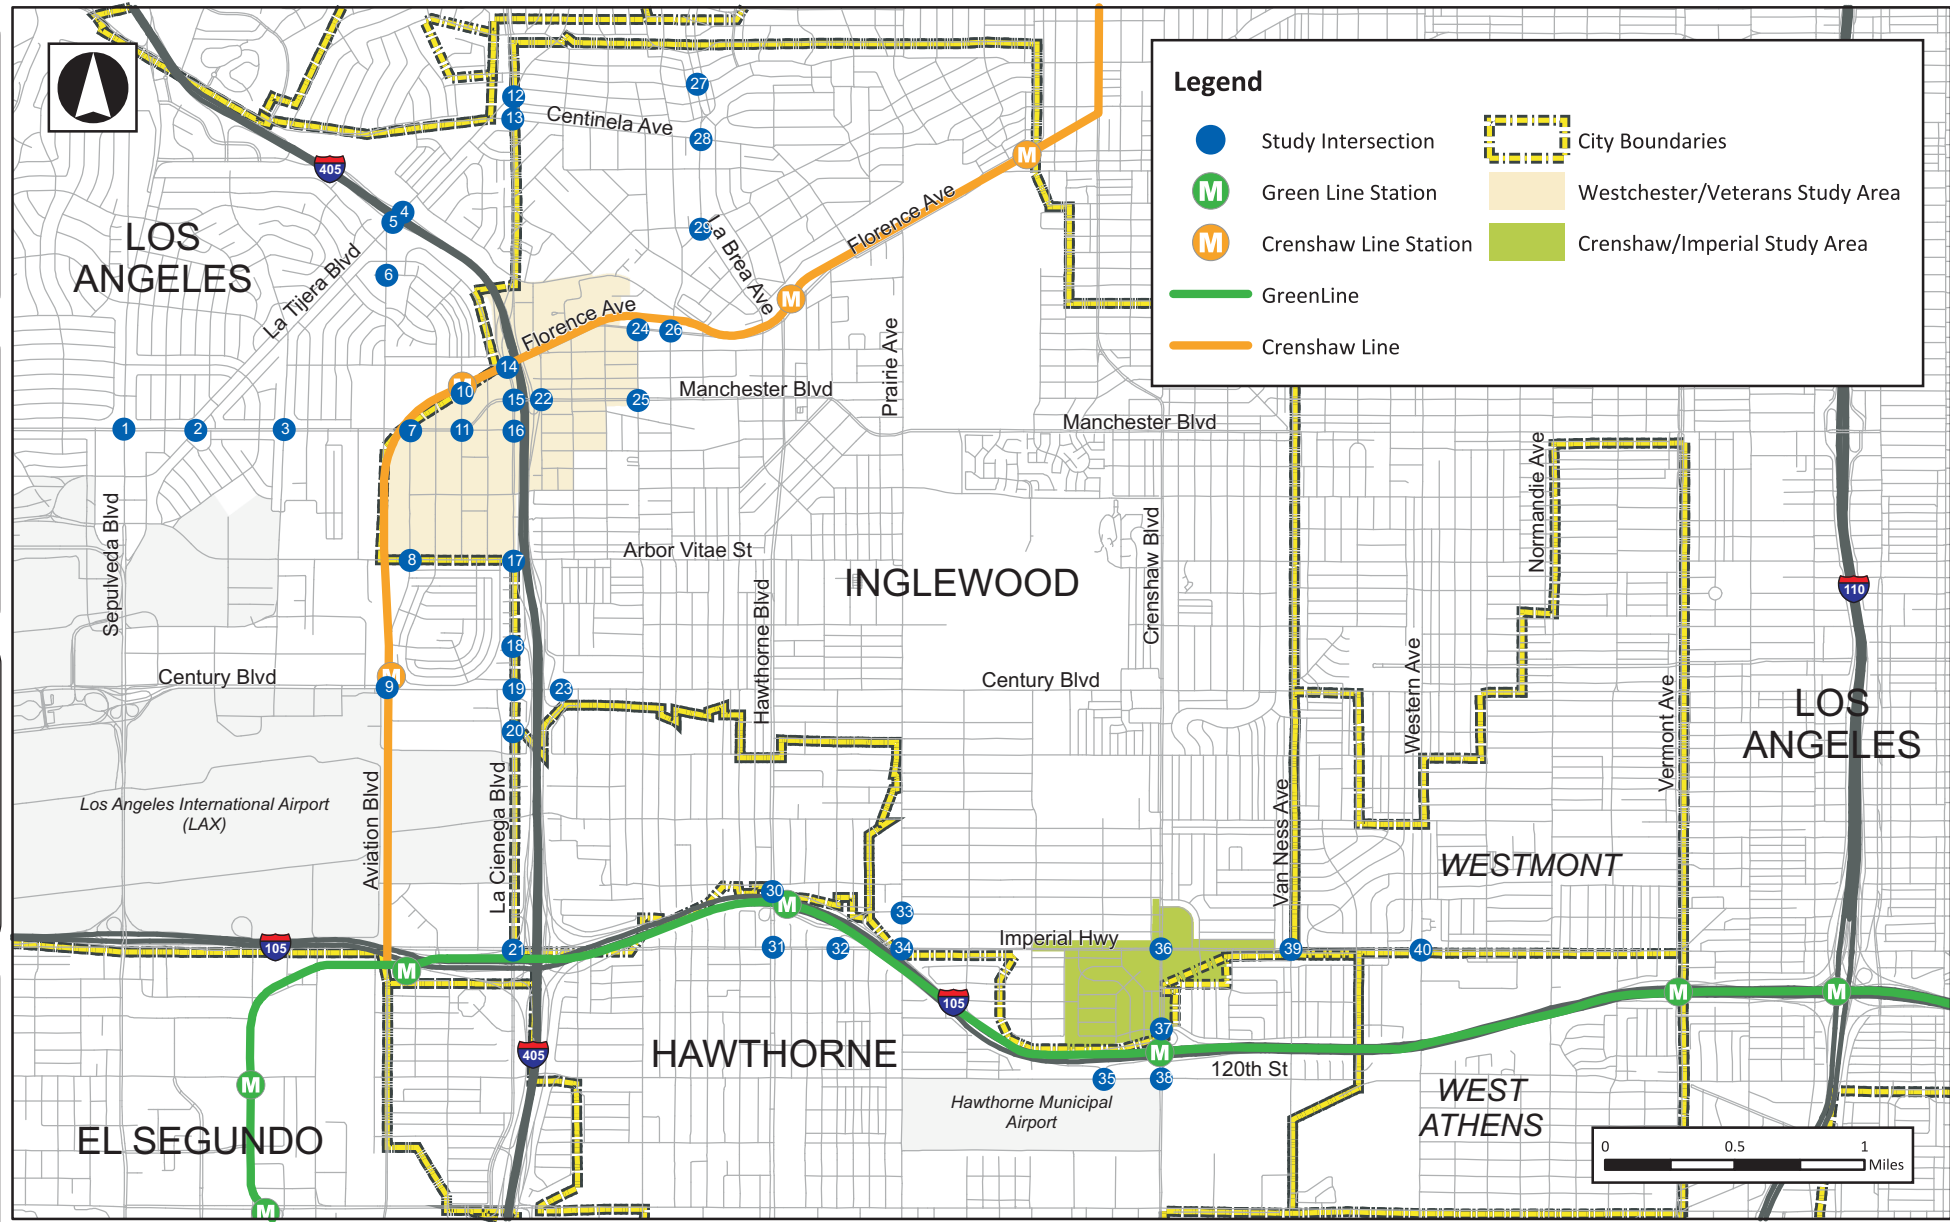 Legend
Study Intersection
City Boundaries
M
Green Line Station
Westchester/Veterans Study Area
M
Crenshaw Line Station
Crenshaw/Imperial Study Area
GreenLine
Crenshaw Line
27
12
13
Centinela Ave
28
M
405
4
5
29
La Brea Ave
Florence Ave
LOS
ANGELES
La Tijera Blvd
6
M
Florence Ave
24
26
14
Prairie Ave
M
10
15
22
25
Manchester Blvd
1
2
3
7
11
16
Manchester Blvd
Normandie Ave
Sepulveda Blvd
Crenshaw Blvd
8
17
Arbor Vitae St
INGLEWOOD
Hawthorne Blvd
110
18
Western Ave
Century Blvd
M
9
19
23
Century Blvd
Vermont Ave
LOS
ANGELES
20
Los Angeles International Airport
(LAX)
Aviation Blvd
La Cienega Blvd
Van Ness Ave
WESTMONT
30
M
33
105
21
31
32
34
Imperial Hwy
36
39
40
M
105
M
M
405
HAWTHORNE
37
M
120th St
M
35
38
Hawthorne Municipal
Airport
WEST
ATHENS
EL SEGUNDO
M
0
0.5
1
Miles